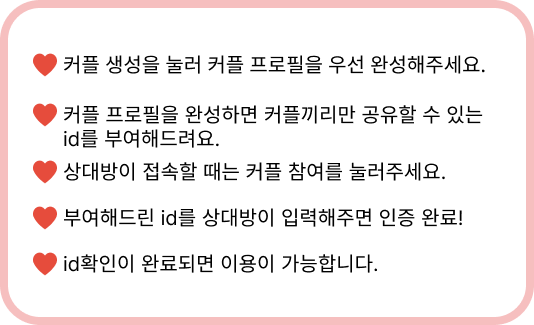 커플 생성을 눌러 커플 프로필을 우선 완성해주세요.
커플 프로필을 완성하면 커플끼리만 공유할 수 있는
id를 부여해드려요.
상대방이 접속할 때는 커플 참여를 눌러주세요.
부여해드린 id를 상대방이 입력해주면 인증 완료!
id확인이 완료되면 이용이 가능합니다.